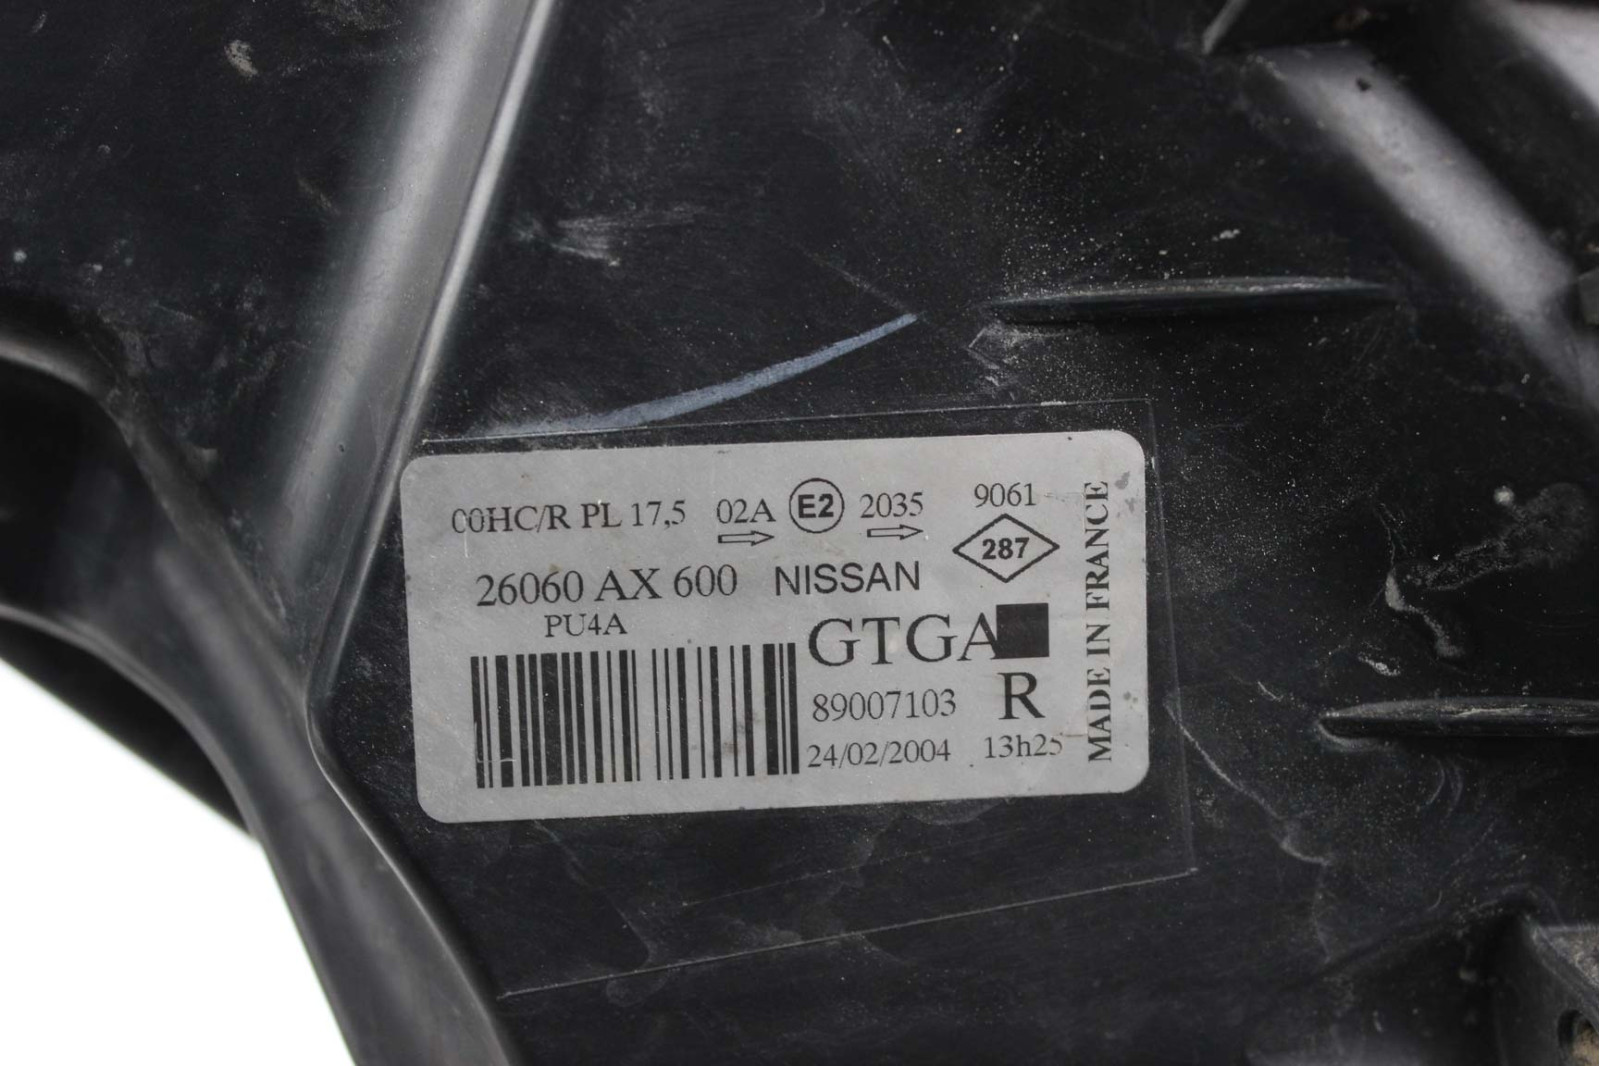 00HC/R PL 17,5 02A E2 2035 9061
287
26060 AX 600 NISSAN
PU4A
GTGA
89007103 R
24/02/2004 13h25
MADE IN FRANCE